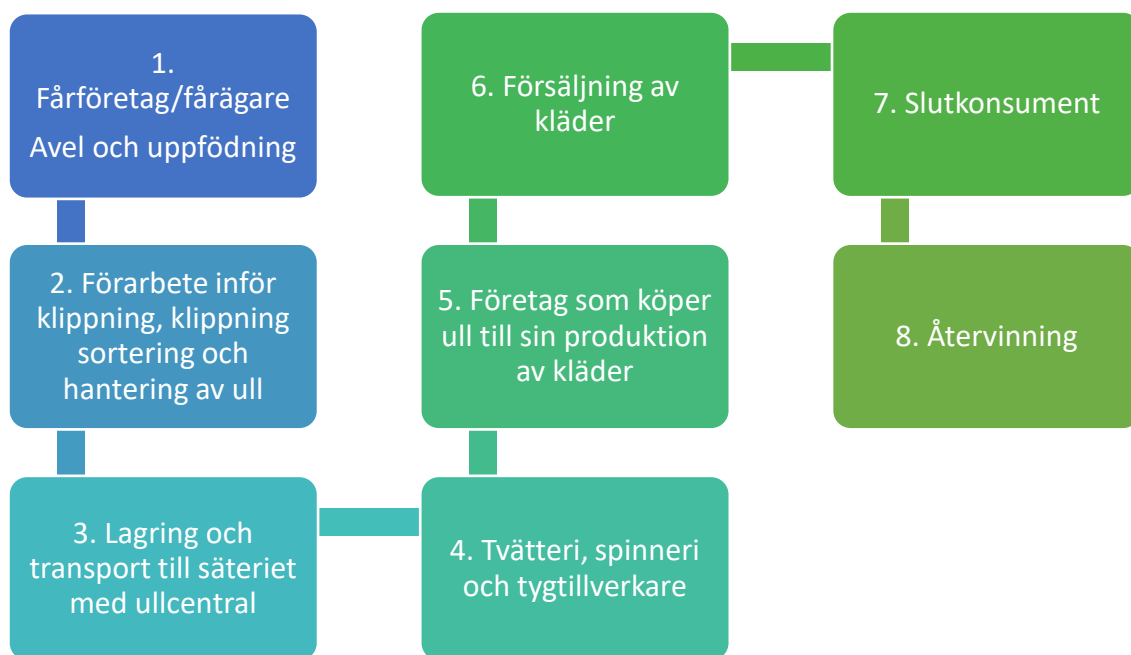 1.
Fårföretag/fårägare
Avel och uppfödning
2. Förarbete inför
klippning, klippning
sortering och
hantering av ull
3. Lagring och
transport till säteriet
med ullcentral
4. Tvätteri, spinneri
och tygtillverkare
5. Företag som köper
ull till sin produktion
av kläder
6. Försäljning av
kläder
7. Slutkonsument
8. Återvinning